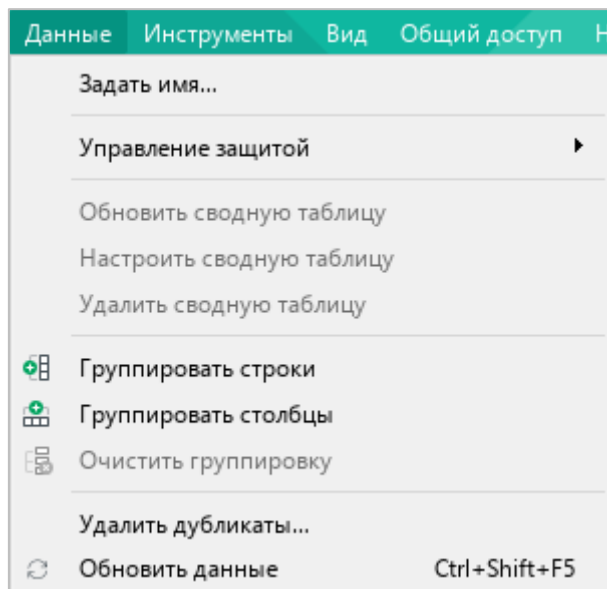 Данные Инструменты Вид Общий доступ
Задать имя...
Управление защитой
Обновить сводную таблицу
Настроить сводную таблицу
Удалить сводную таблицу
Группировать строки
Группировать столбцы
Очистить группировку
Удалить дубликаты...
Обновить данные Ctrl+Shift+F5